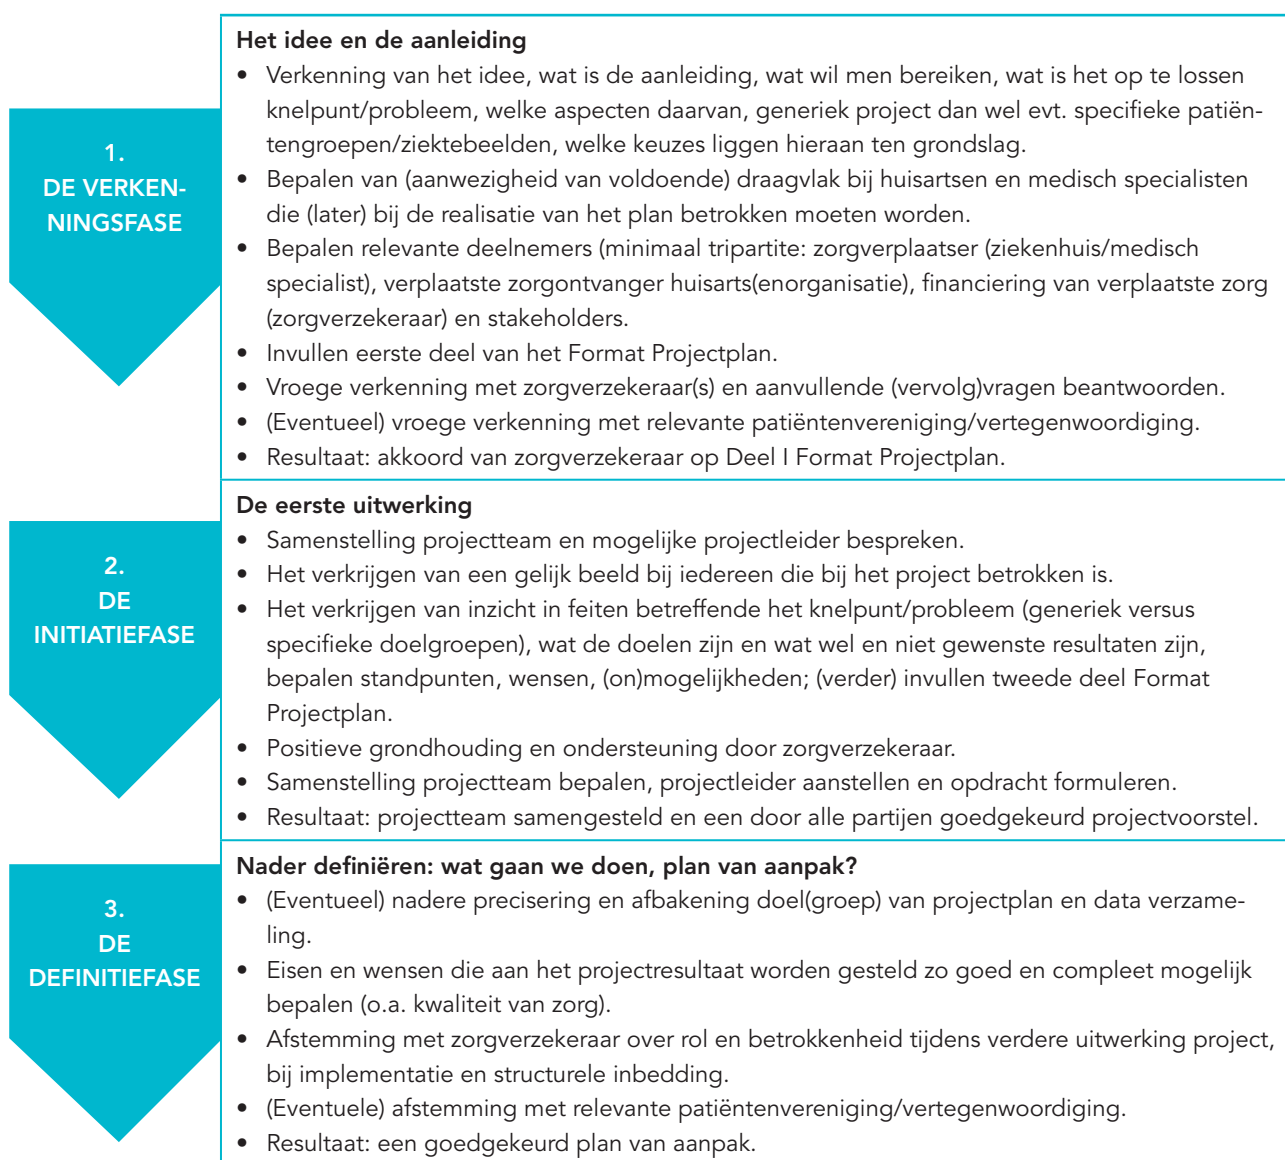 1.
DE VERKEN-
NINGSFASE
Het idee en de aanleiding
• Verkenning van het idee, wat is de aanleiding, wat wil men bereiken, wat is het op te lossen
knelpunt/probleem, welke aspecten daarvan, generiek project dan wel evt. specifieke patiën-
tengroepen/ziektebeelden, welke keuzes liggen hieraan ten grondslag.
• Bepalen van (aanwezigheid van voldoende) draagvlak bij huisartsen en medisch specialisten
die (later) bij de realisatie van het plan betrokken moeten worden.
• Bepalen relevante deelnemers (minimaal tripartite: zorgverplaatser (ziekenhuis/medisch
specialist), verplaatste zorgontvanger huisarts(enorganisatie), financiering van verplaatste zorg
(zorgverzekeraar) en stakeholders.
• Invullen eerste deel van het Format Projectplan.
• Vroege verkenning met zorgverzekeraar(s) en aanvullende (vervolg)vragen beantwoorden.
• (Eventueel) vroege verkenning met relevante patiëntenvereniging/vertegenwoordiging.
• Resultaat: akkoord van zorgverzekeraar op Deel I Format Projectplan.
2.
DE
INITIATIEFASE
De eerste uitwerking
• Samenstelling projectteam en mogelijke projectleider bespreken.
• Het verkrijgen van een gelijk beeld bij iedereen die bij het project betrokken is.
• Het verkrijgen van inzicht in feiten betreffende het knelpunt/probleem (generiek versus
specifieke doelgroepen), wat de doelen zijn en wat wel en niet gewenste resultaten zijn,
bepalen standpunten, wensen, (on)mogelijkheden; (verder) invullen tweede deel Format
Projectplan.
• Positieve grondhouding en ondersteuning door zorgverzekeraar.
• Samenstelling projectteam bepalen, projectleider aanstellen en opdracht formuleren.
• Resultaat: projectteam samengesteld en een door alle partijen goedgekeurd projectvoorstel.
3.
DE
DEFINITIEFASE
Nader definiëren: wat gaan we doen, plan van aanpak?
• (Eventueel) nadere precisering en afbakening doel(groep) van projectplan en data verzame-
ling.
• Eisen en wensen die aan het projectresultaat worden gesteld zo goed en compleet mogelijk
bepalen (o.a. kwaliteit van zorg).
• Afstemming met zorgverzekeraar over rol en betrokkenheid tijdens verdere uitwerking project,
bij implementatie en structurele inbedding.
• (Eventuele) afstemming met relevante patiëntenvereniging/vertegenwoordiging.
• Resultaat: een goedgekeurd plan van aanpak.